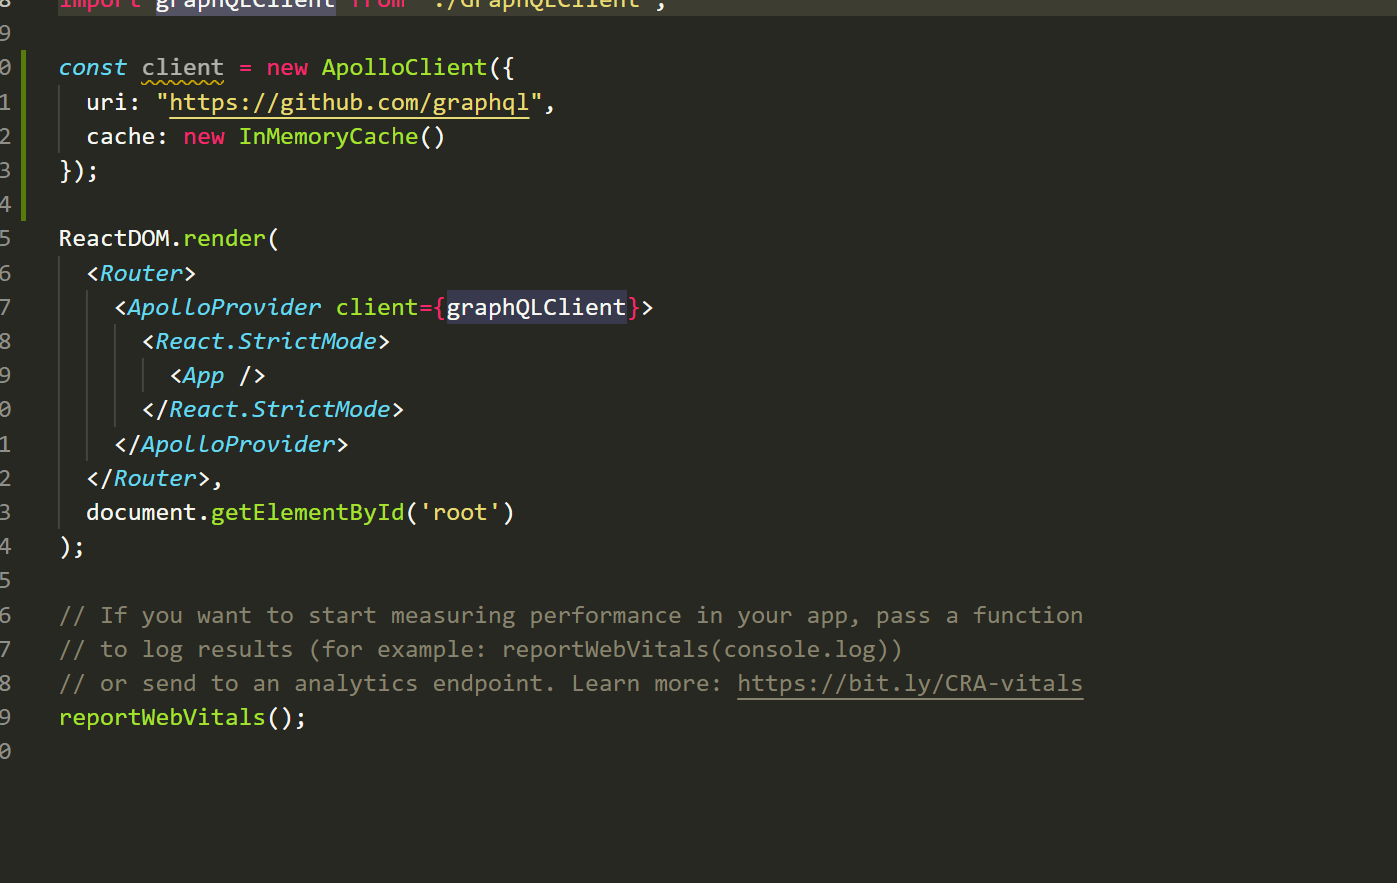 8 import graphQLClient from "./GraphQLClient";
9
0 const client = new ApolloClient({
1 uri: "https://github.com/graphql",
2 cache: new InMemoryCache()
3 });
4
5 ReactDOM.render(
6 <Router>
7 <ApolloProvider client={graphQLClient}>
8 <React.StrictMode>
9 <App />
0 </React.StrictMode>
1 </ApolloProvider>
2 </Router>,
3 document.getElementById('root')
4 );
5
6 // If you want to start measuring performance in your app, pass a function
7 // to log results (for example: reportWebVitals(console.log))
8 // or send to an analytics endpoint. Learn more: https://bit.ly/CRA-vitals
9 reportWebVitals();
0